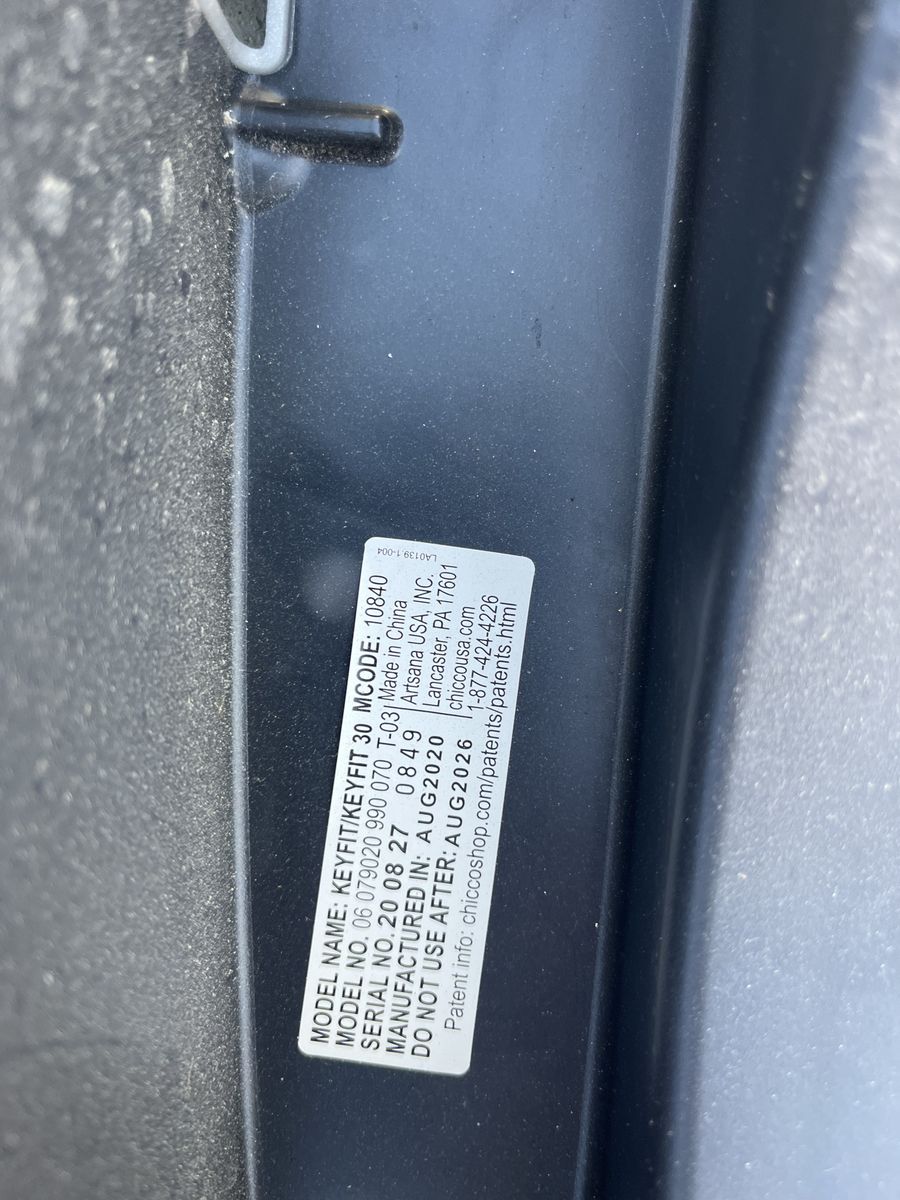 MODEL NAME: KEYFIT/KEYFIT 30 MCODE: 10840
MODEL NO. 06 079020 990 070 T-03
SERIAL NO. 20 08 27 0849
MANUFACTURED IN: AUG2020
DO NOT USE AFTER: AUG2026
Made in China
Artsana USA, INC.
Lancaster, PA 17601
chiccousa.com
1-877-424-4226
Patent info: chiccoshop.com/patents/patents.html
LA0139.1-004